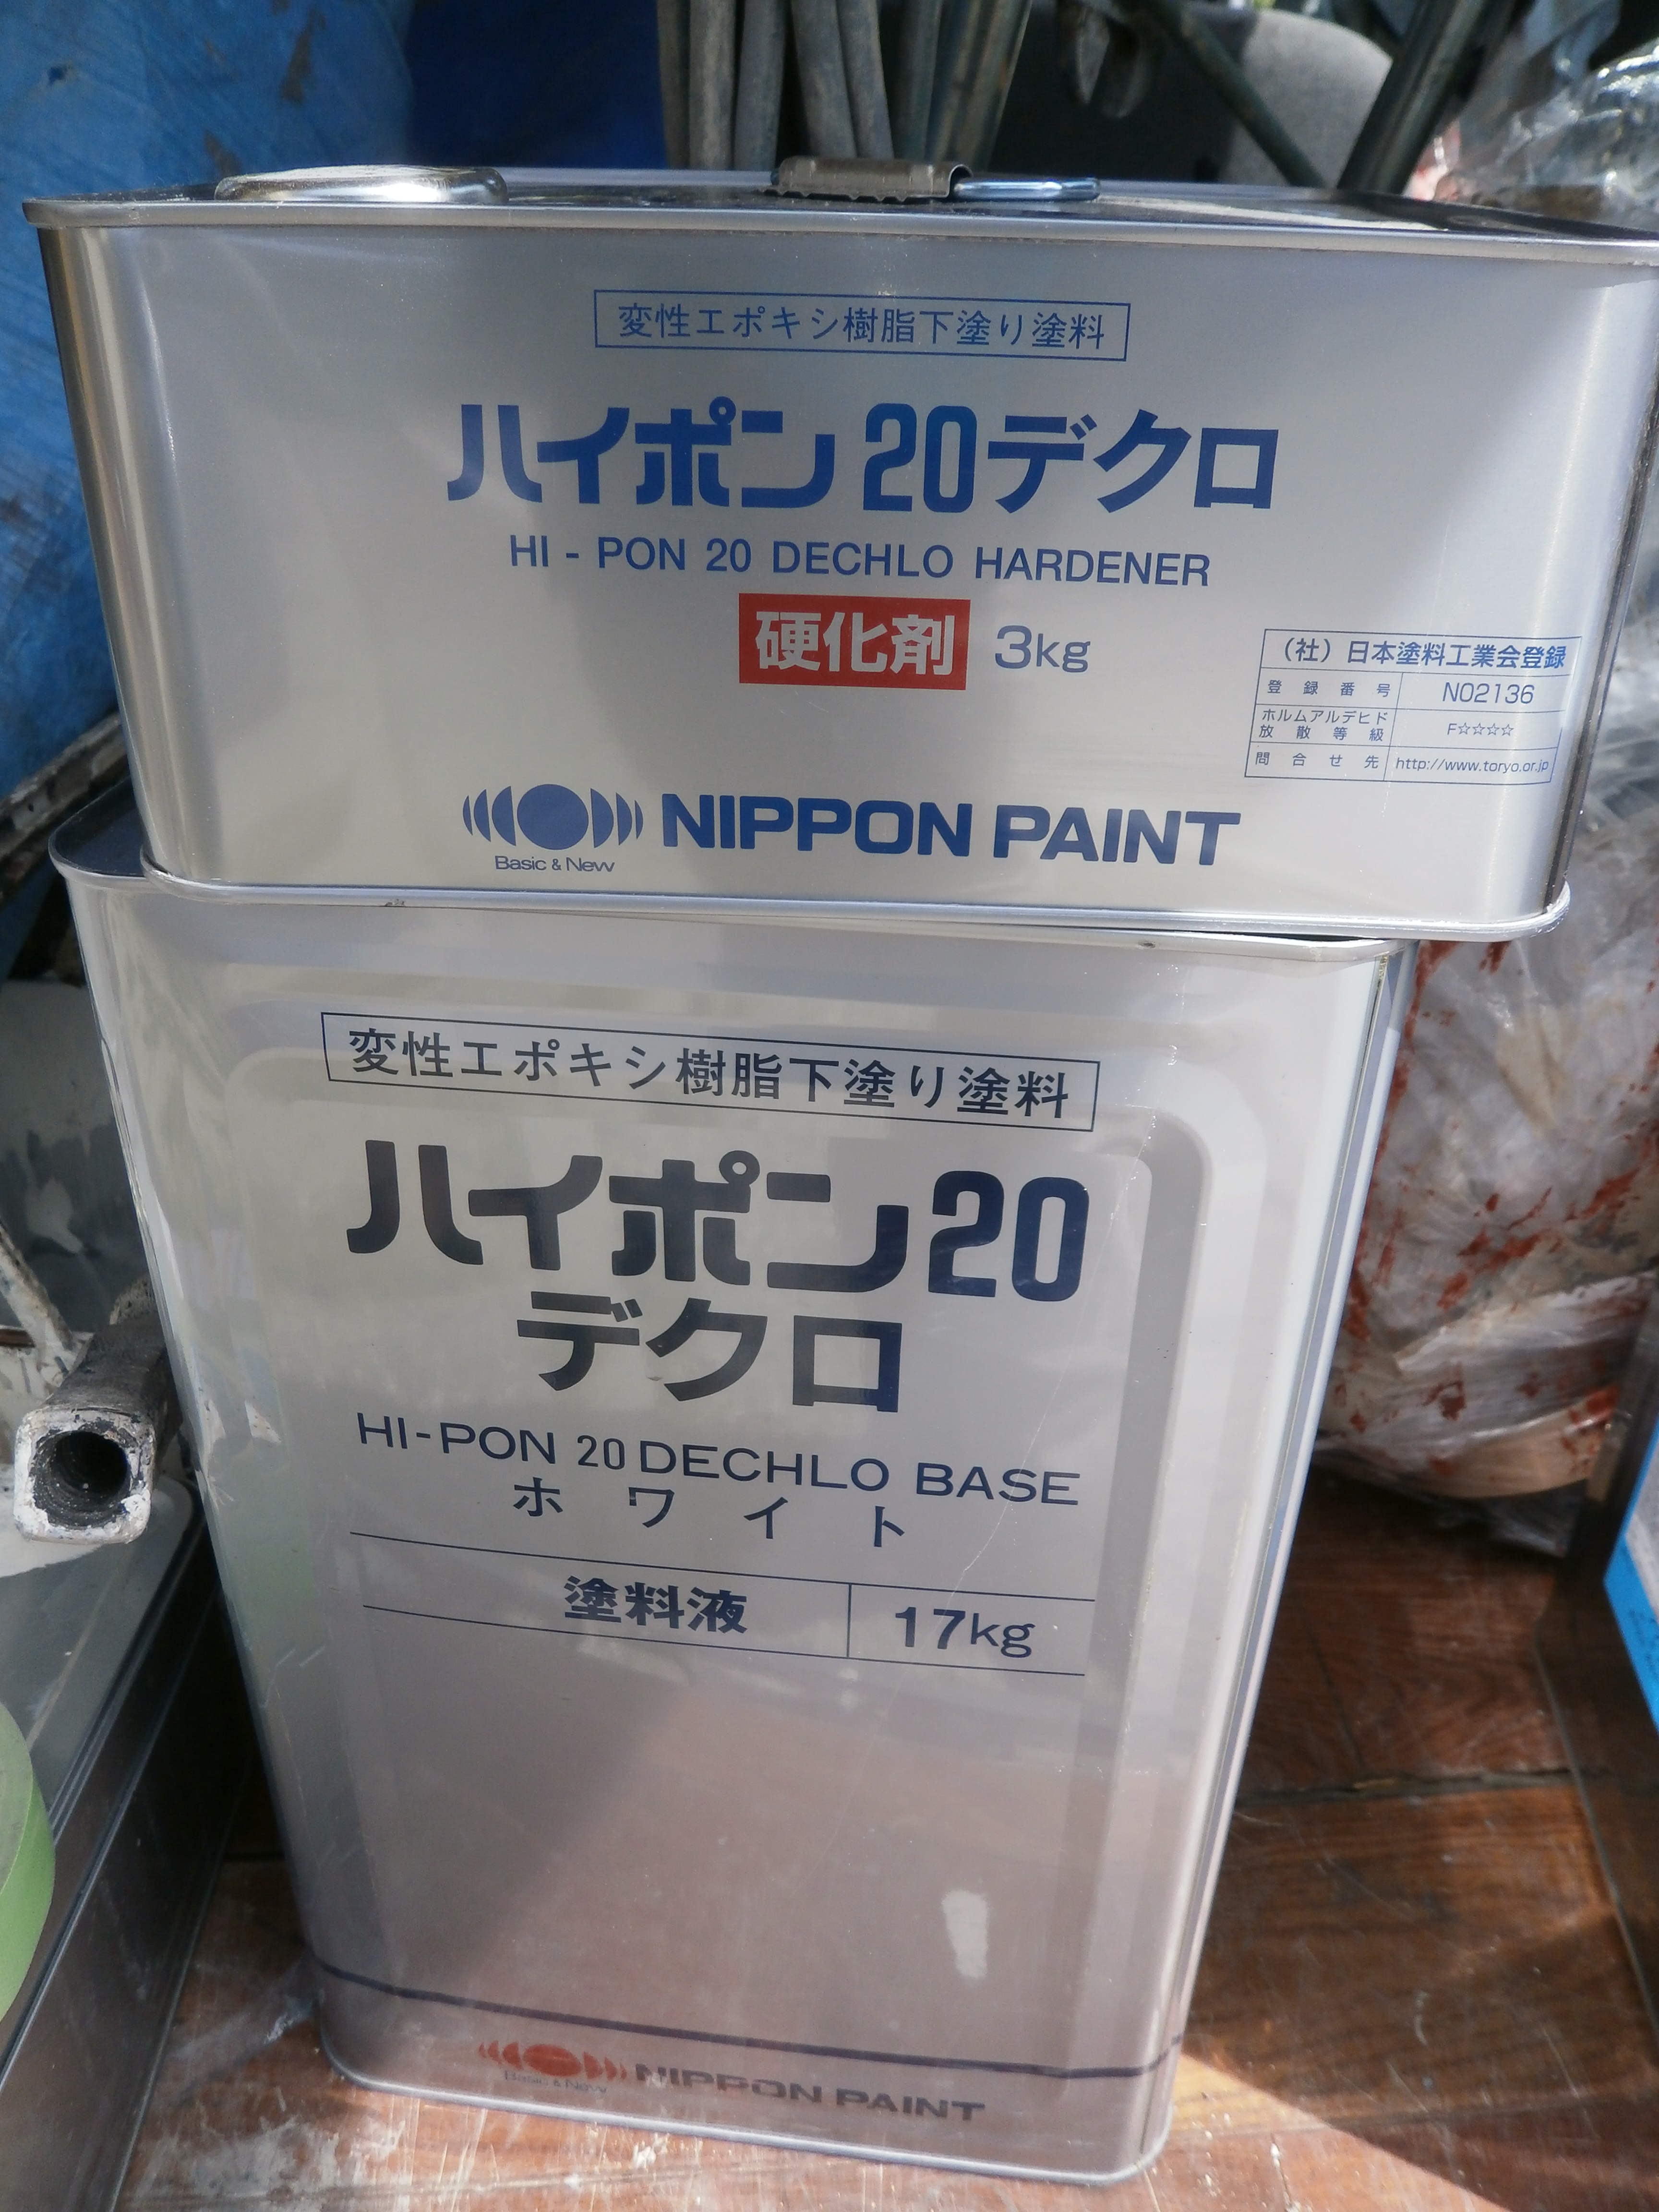 変性エポキシ樹脂下塗り塗料
ハイポン20デクロ
HI - PON 20 DECHLO HARDENER
硬化剤 3kg
（社）日本塗料工業会登録
登録番号 N02136
ホルムアルデヒド
放散等級 F☆☆☆☆
問合せ先 http://www.toryo.or.jp
NIPPON PAINT
Basic & New
変性エポキシ樹脂下塗り塗料
ハイポン20
デクロ
HI-PON 20 DECHLO BASE
ホワイト
塗料液 17kg
NIPPON PAINT
Basic & New